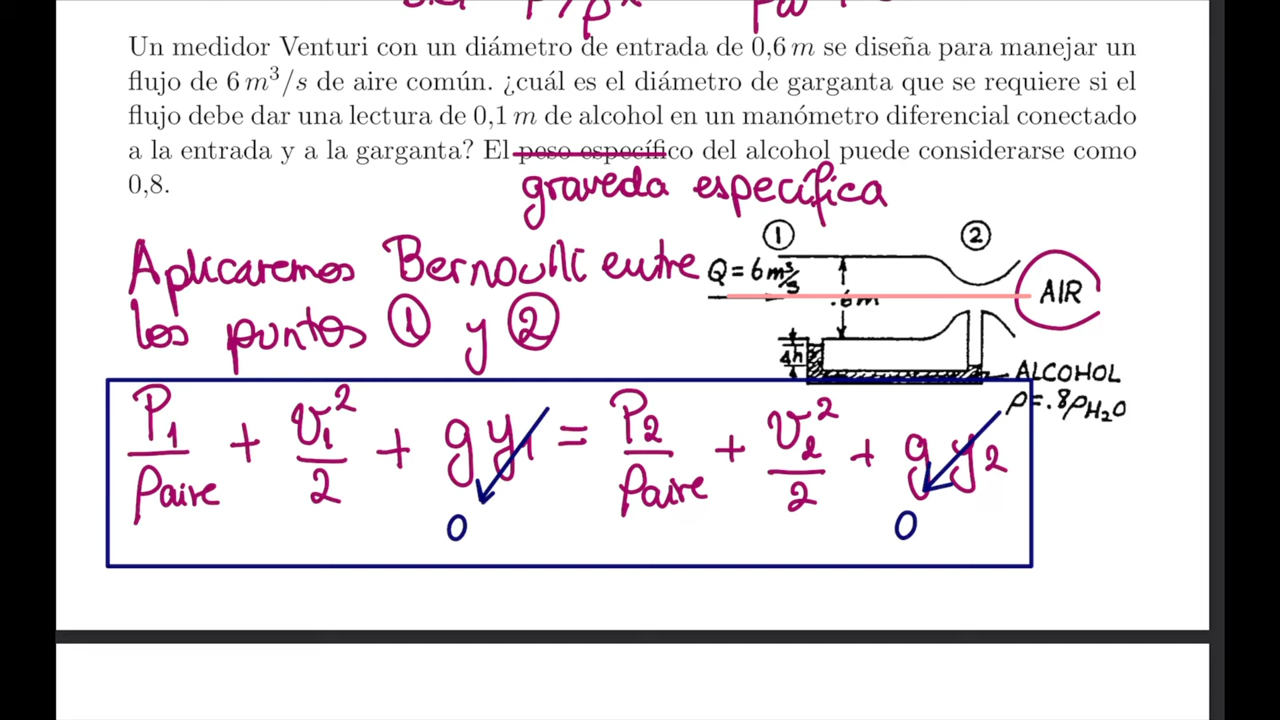 Un medidor Venturi con un diámetro de entrada de 0,6 m se diseña para manejar un
flujo de 6 m³/s de aire común. ¿cuál es el diámetro de garganta que se requiere si el
flujo debe dar una lectura de 0,1 m de alcohol en un manómetro diferencial conectado
a la entrada y a la garganta? El peso específico del alcohol puede considerarse como
0,8.
graveda específica
Aplicaremos Bernoulli entre
los puntos ① y ②
① ②
Q = 6 m³/s
.6m
AIR
Δh
ALCOHOL
ρ=.8ρH₂O
P₁/ρaire + v₁²/2 + gy₁ = P₂/ρaire + v₂²/2 + gy₂
0 0